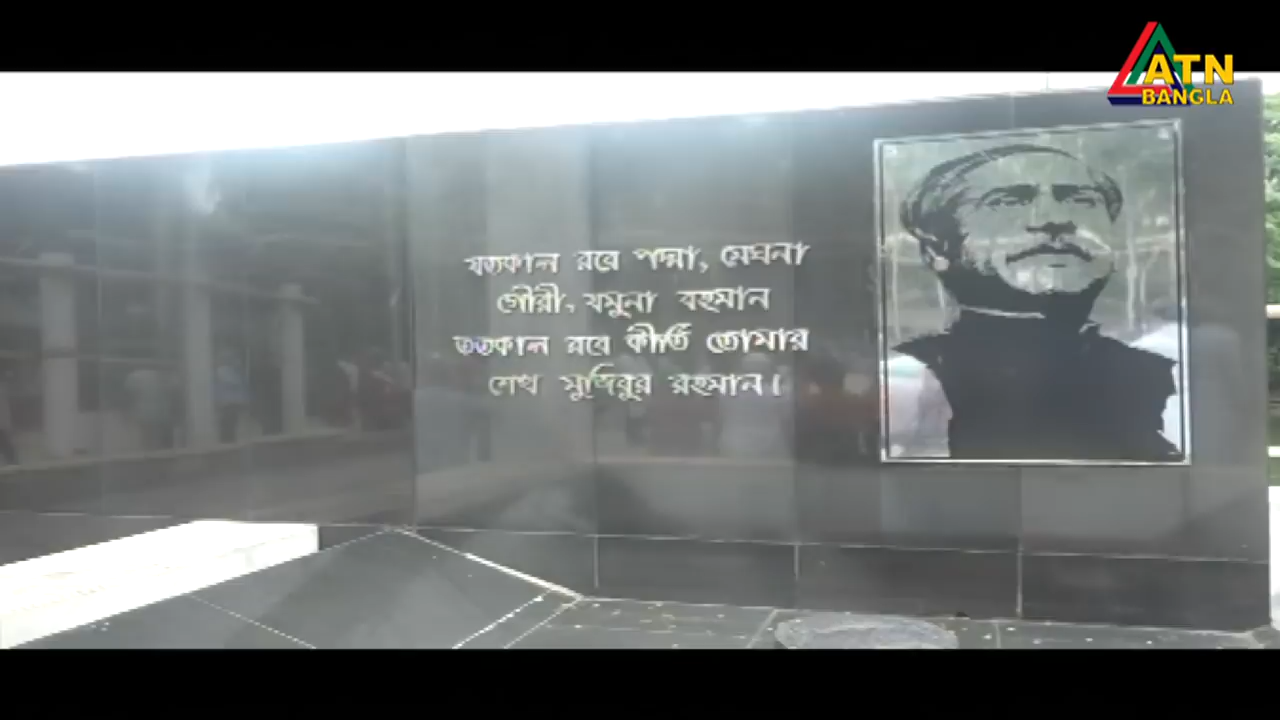 ATN
BANGLA
যতকাল রবে পদ্মা, মেঘনা
গৌরী, যমুনা বহমান
ততকাল রবে কীর্তি তোমার
শেখ মুজিবুর রহমান।